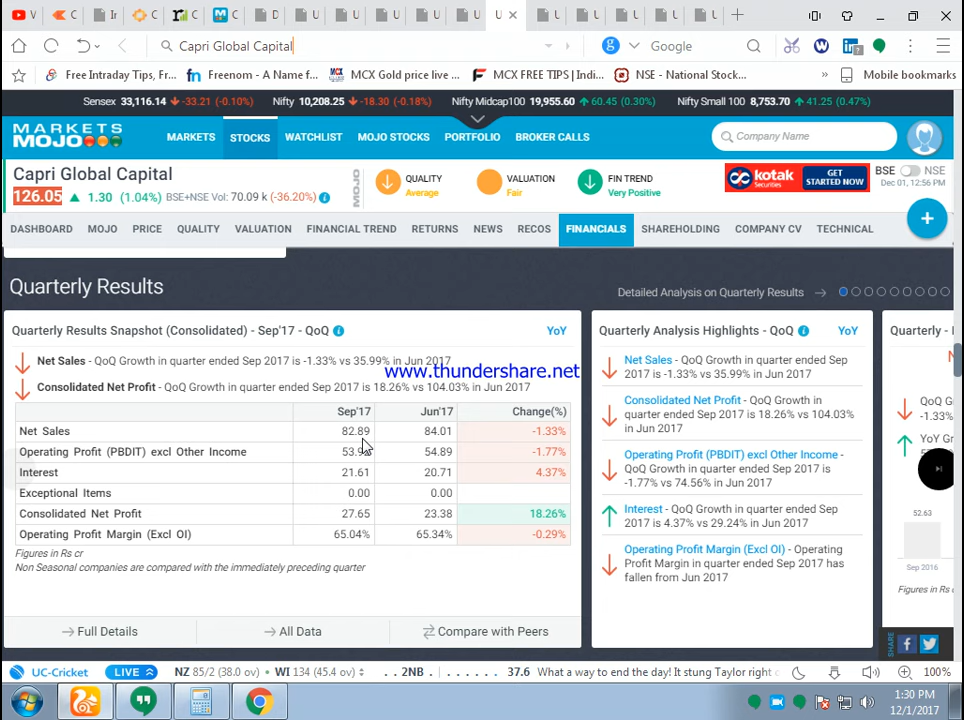 Capri Global Capital
Google
Free Intraday Tips, Fr...
Freenom - A Name f...
MCX Gold price live ...
MCX FREE TIPS | Indi...
NSE - National Stock...
»
Mobile bookmarks
Sensex 33,116.14 -33.21 (-0.10%)
Nifty 10,208.25 -18.30 (-0.18%)
Nifty Midcap100 19,955.60 60.45 (0.30%)
Nifty Small 100 8,753.70 41.25 (0.47%)
MARKETS
MOJO
MARKETS
STOCKS
WATCHLIST
MOJO STOCKS
PORTFOLIO
BROKER CALLS
Company Name
Capri Global Capital
126.05 1.30 (1.04%) BSE+NSE Vol: 70.09 k (-36.20%)
MOJO
QUALITY
Average
VALUATION
Fair
FIN TREND
Very Positive
kotak
Securities
GET
STARTED NOW
BSE NSE
Dec 01, 12:56 PM
DASHBOARD
MOJO
PRICE
QUALITY
VALUATION
FINANCIAL TREND
RETURNS
NEWS
RECOS
FINANCIALS
SHAREHOLDING
COMPANY CV
TECHNICAL
+
Quarterly Results
Detailed Analysis on Quarterly Results
Quarterly Results Snapshot (Consolidated) - Sep'17 - QoQ
YoY
Net Sales - QoQ Growth in quarter ended Sep 2017 is -1.33% vs 35.99% in Jun 2017
www.thundershare.net
Consolidated Net Profit - QoQ Growth in quarter ended Sep 2017 is 18.26% vs 104.03% in Jun 2017
Sep'17 Jun'17 Change(%)
Net Sales 82.89 84.01 -1.33%
Operating Profit (PBDIT) excl Other Income 54.89 -1.77%
Interest 21.61 20.71 4.37%
Exceptional Items 0.00 0.00
Consolidated Net Profit 27.65 23.38 18.26%
Operating Profit Margin (Excl OI) 65.04% 65.34% -0.29%
Figures in Rs cr
Non Seasonal companies are compared with the immediately preceding quarter
Full Details
All Data
Compare with Peers
Quarterly Analysis Highlights - QoQ
YoY
Net Sales - QoQ Growth in quarter ended Sep
2017 is -1.33% vs 35.99% in Jun 2017
Consolidated Net Profit - QoQ Growth in
quarter ended Sep 2017 is 18.26% vs 104.03%
in Jun 2017
Operating Profit (PBDIT) excl Other Income -
QoQ Growth in quarter ended Sep 2017 is
-1.77% vs 74.56% in Jun 2017
Interest - QoQ Growth in quarter ended Sep
2017 is 4.37% vs 29.24% in Jun 2017
Operating Profit Margin (Excl OI) - Operating
Profit Margin in quarter ended Sep 2017 has
fallen from Jun 2017
Quarterly -
QoQ G
-1.33%
YoY G
52.63
Sep 2016
Figures in Rs
SHARE
UC-Cricket
LIVE
NZ 85/2 (38.0 ov)
WI 134 (45.4 ov)
. . 2NB . | . . . . . .
37.6 What a way to end the day! It stung Taylor right
100%
1:30 PM
12/1/2017